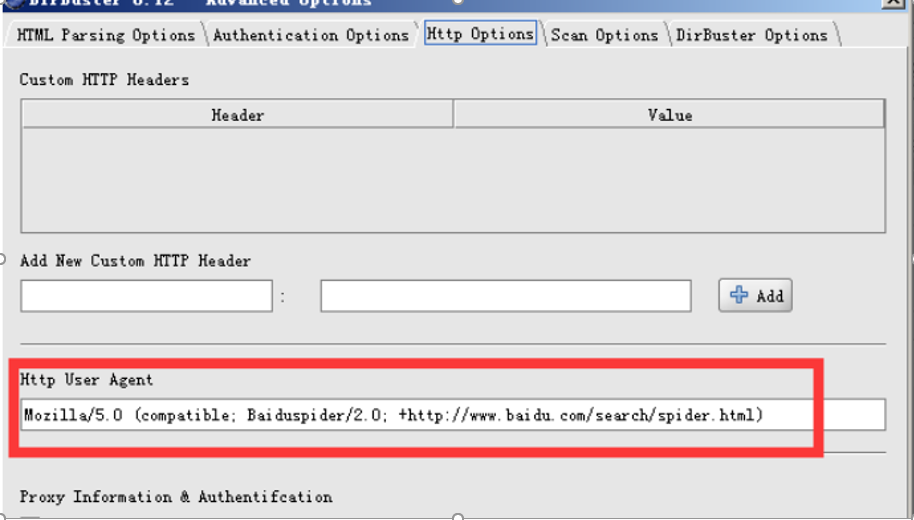 DirBuster 0.12 - Advanced Options
HTML Parsing Options Authentication Options Http Options Scan Options DirBuster Options
Custom HTTP Headers
Header Value
Add New Custom HTTP Header
: Add
Http User Agent
Mozilla/5.0 (compatible; Baiduspider/2.0; +http://www.baidu.com/search/spider.html)
Proxy Information & Authentifcation